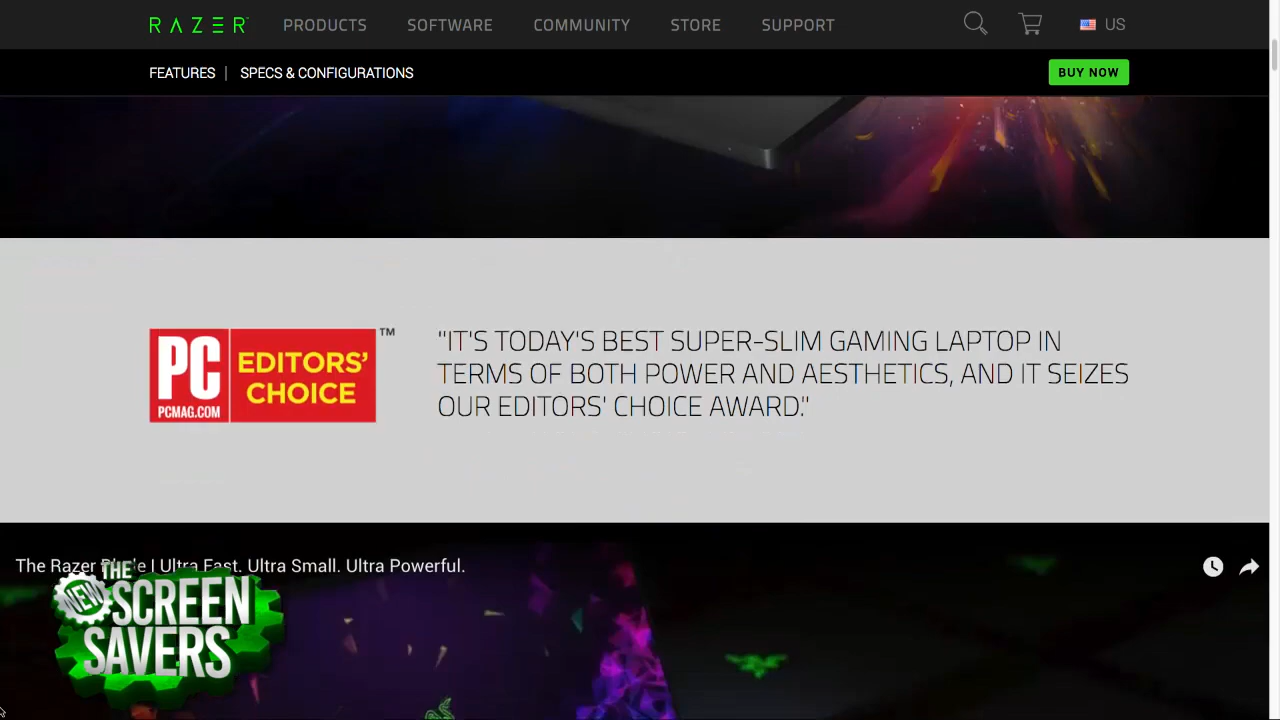 RAZER
PRODUCTS
SOFTWARE
COMMUNITY
STORE
SUPPORT
US
FEATURES | SPECS & CONFIGURATIONS
BUY NOW
PC
PCMAG.COM
EDITORS'
CHOICE
TM
"IT'S TODAY'S BEST SUPER-SLIM GAMING LAPTOP IN
TERMS OF BOTH POWER AND AESTHETICS, AND IT SEIZES
OUR EDITORS' CHOICE AWARD."
The Razer | Ultra Fast. Ultra Small. Ultra Powerful.
THE
NEW
SCREEN
SAVERS